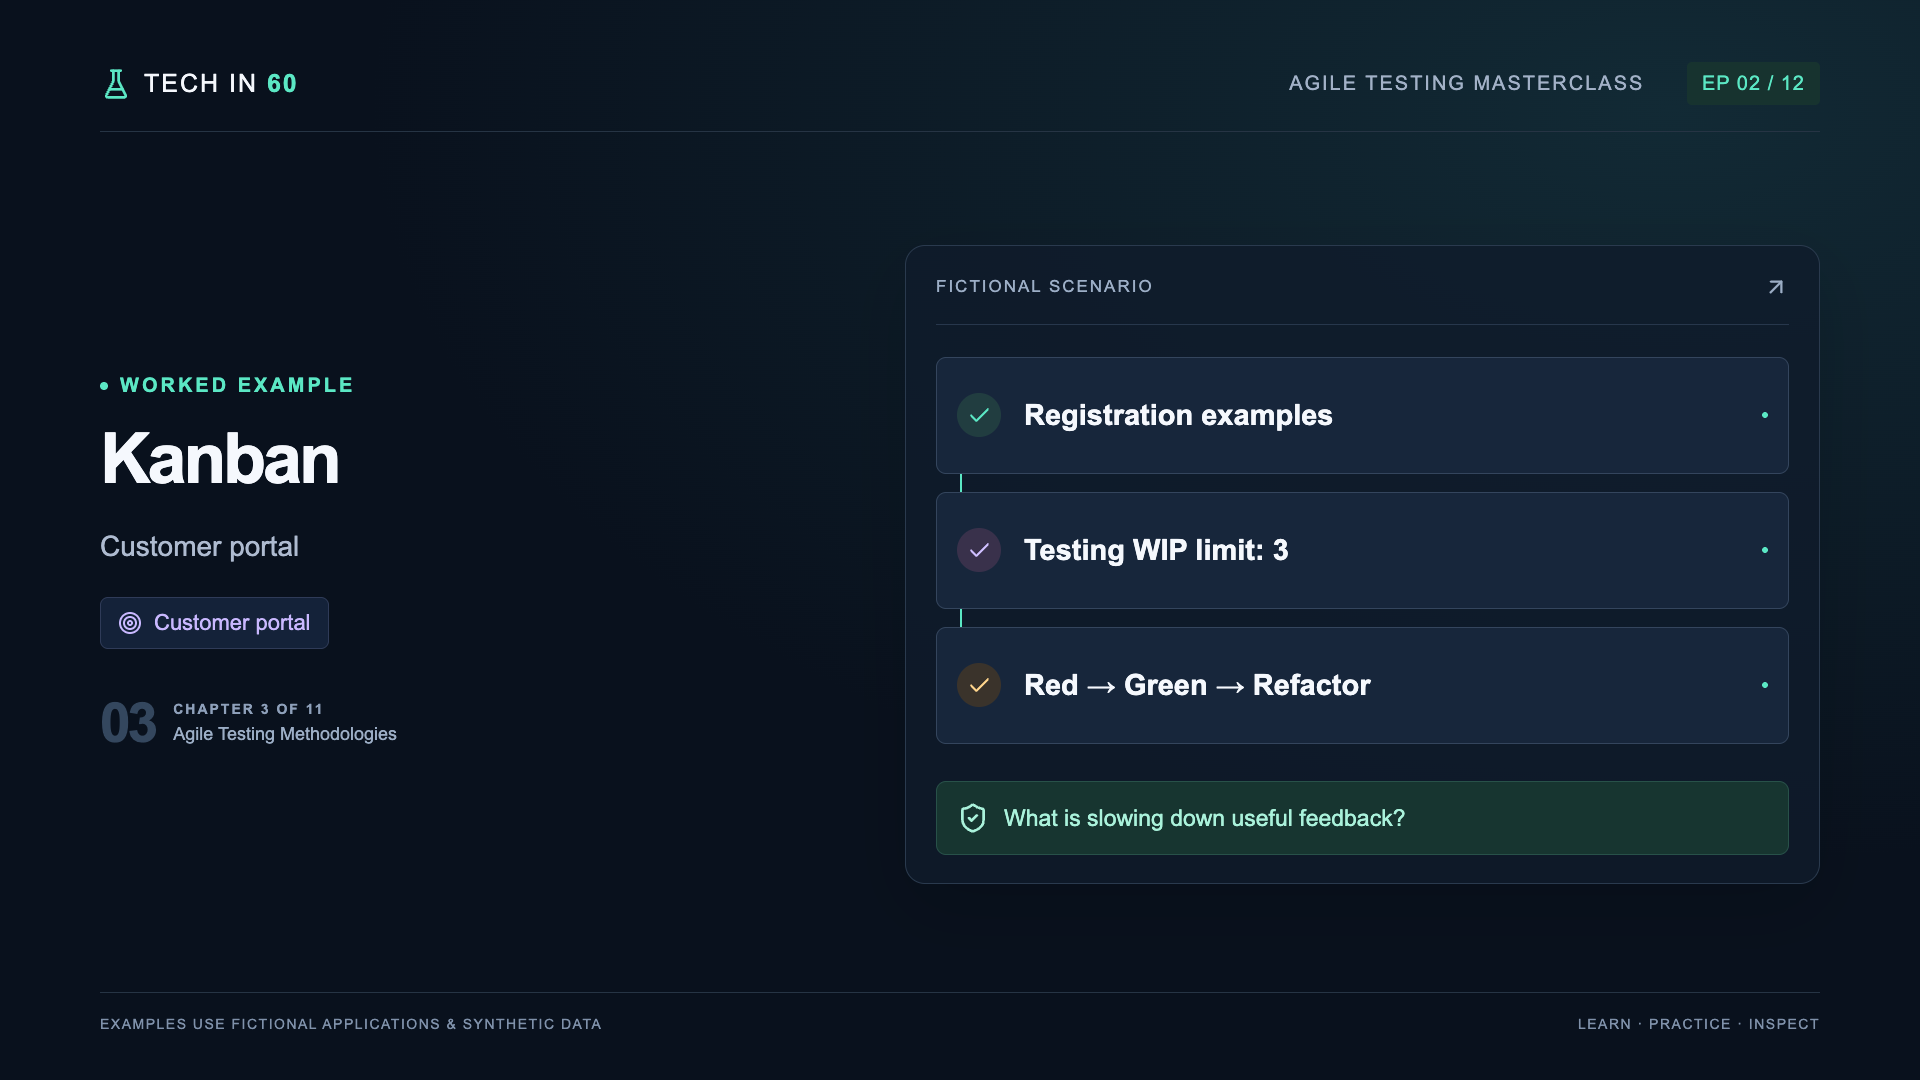 TECH IN 60
AGILE TESTING MASTERCLASS
EP 02 / 12
WORKED EXAMPLE
Kanban
Customer portal
Customer portal
03
CHAPTER 3 OF 11
Agile Testing Methodologies
FICTIONAL SCENARIO
Registration examples
Testing WIP limit: 3
Red → Green → Refactor
What is slowing down useful feedback?
EXAMPLES USE FICTIONAL APPLICATIONS & SYNTHETIC DATA
LEARN · PRACTICE · INSPECT